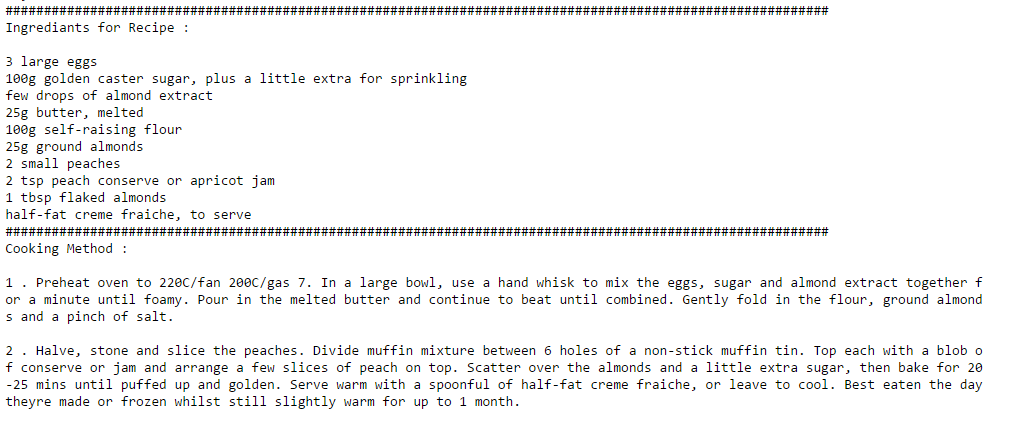 ####################################################################################################################
Ingrediants for Recipe :
3 large eggs
100g golden caster sugar, plus a little extra for sprinkling
few drops of almond extract
25g butter, melted
100g self-raising flour
25g ground almonds
2 small peaches
2 tsp peach conserve or apricot jam
1 tbsp flaked almonds
half-fat creme fraiche, to serve
####################################################################################################################
Cooking Method :
1 . Preheat oven to 220C/fan 200C/gas 7. In a large bowl, use a hand whisk to mix the eggs, sugar and almond extract together f
or a minute until foamy. Pour in the melted butter and continue to beat until combined. Gently fold in the flour, ground almond
s and a pinch of salt.
2 . Halve, stone and slice the peaches. Divide muffin mixture between 6 holes of a non-stick muffin tin. Top each with a blob o
f conserve or jam and arrange a few slices of peach on top. Scatter over the almonds and a little extra sugar, then bake for 20
-25 mins until puffed up and golden. Serve warm with a spoonful of half-fat creme fraiche, or leave to cool. Best eaten the day
theyre made or frozen whilst still slightly warm for up to 1 month.